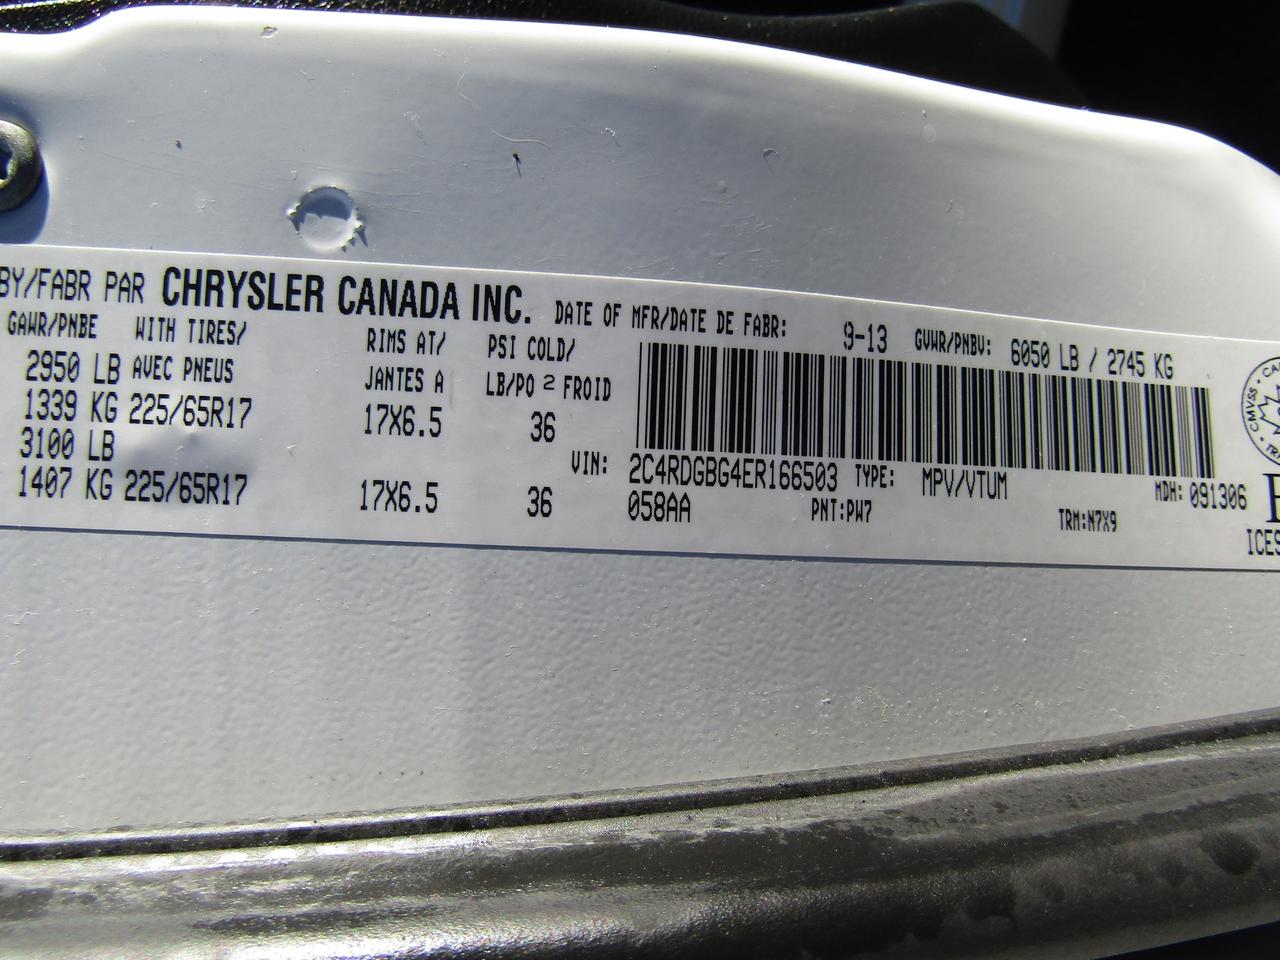 BY/FABR PAR CHRYSLER CANADA INC. DATE OF MFR/DATE DE FABR: 9-13 GVWR/PNBV: 6050 LB / 2745 KG
GAWR/PNBE WITH TIRES/ RIMS AT/ PSI COLD/
2950 LB AVEC PNEUS JANTES A LB/PO 2 FROID
1339 KG 225/65R17 17X6.5 36
3100 LB
1407 KG 225/65R17 17X6.5 36
VIN: 2C4RDGBG4ER166503 TYPE: MPV/VTUM MDH: 091306
058AA PNT:PW7 TRM:N7X9
CMVSS
ICES